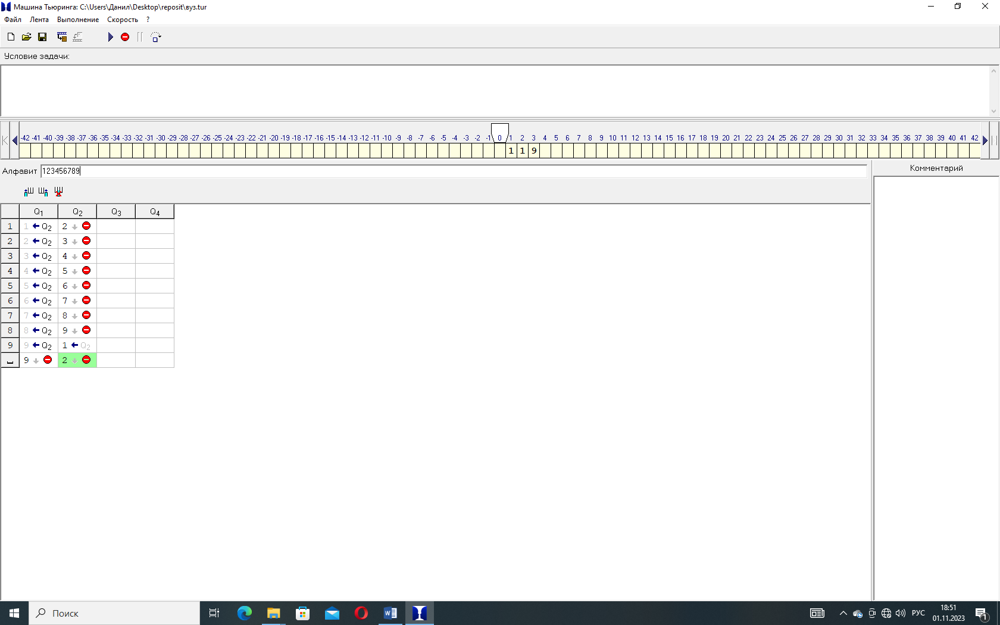 Машина Тьюринга: C:\Users\Данил\Desktop\reposit\вуз.tur
Файл Лента Выполнение Скорость ?
Условие задачи:
-42 -41 -40 -39 -38 -37 -36 -35 -34 -33 -32 -31 -30 -29 -28 -27 -26 -25 -24 -23 -22 -21 -20 -19 -18 -17 -16 -15 -14 -13 -12 -11 -10 -9 -8 -7 -6 -5 -4 -3 -2 -1 0 1 2 3 4 5 6 7 8 9 10 11 12 13 14 15 16 17 18 19 20 21 22 23 24 25 26 27 28 29 30 31 32 33 34 35 36 37 38 39 40 41 42
1 1 9
Алфавит 123456789
Комментарий
Q1 Q2 Q3 Q4
1 1 ← Q2 2 ↓
2 2 ← Q2 3 ↓
3 3 ← Q2 4 ↓
4 4 ← Q2 5 ↓
5 5 ← Q2 6 ↓
6 6 ← Q2 7 ↓
7 7 ← Q2 8 ↓
8 8 ← Q2 9 ↓
9 9 ← Q2 1 ← Q2
␣ 9 ↓ 2 ↓
Поиск
РУС
18:51
01.11.2023
1